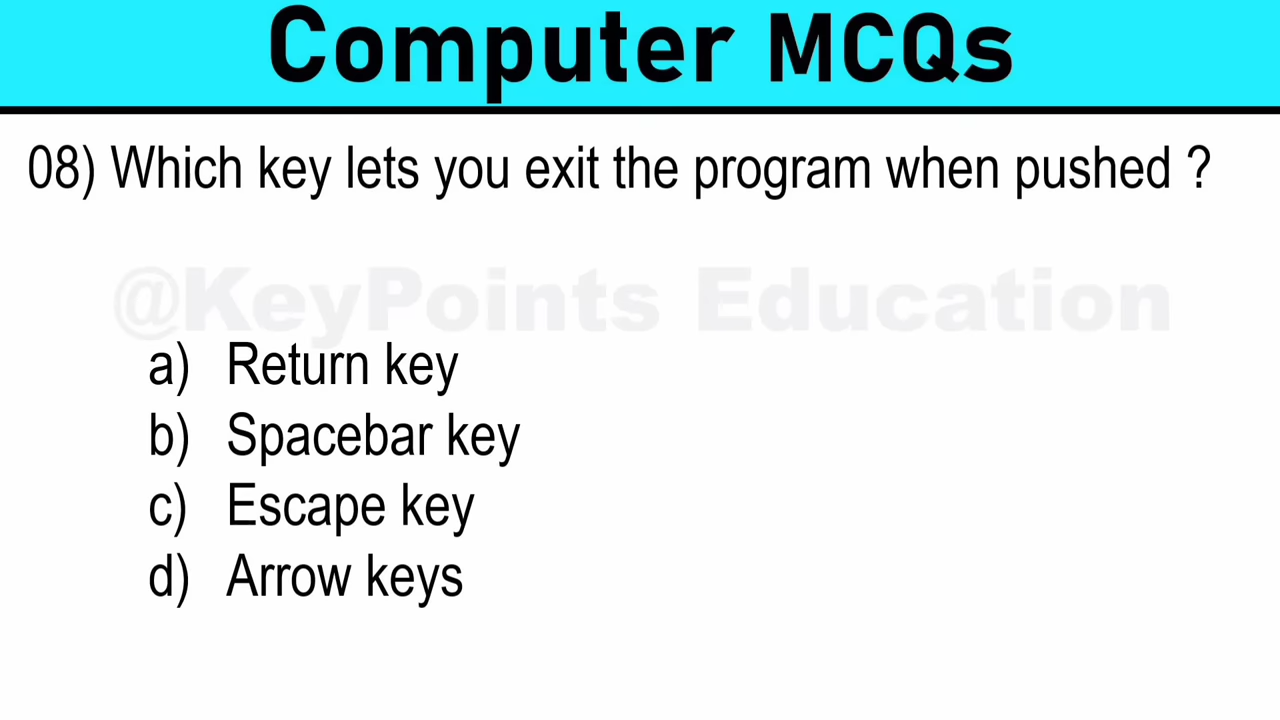 Computer MCQs
08) Which key lets you exit the program when pushed ?
@KeyPoints Education
a) Return key
b) Spacebar key
c) Escape key
d) Arrow keys